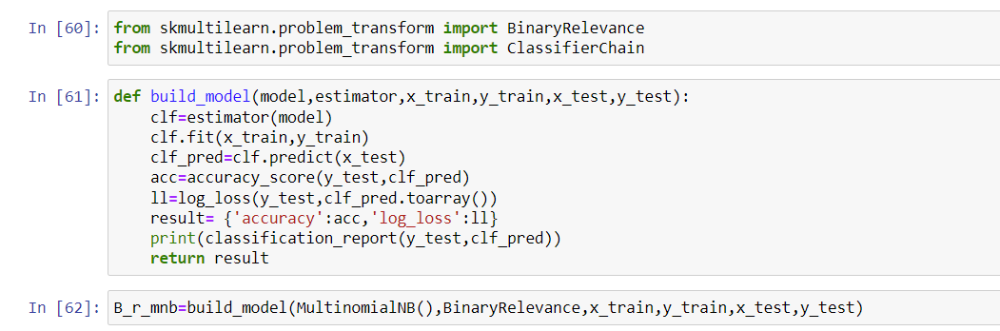 In [60]: from skmultilearn.problem_transform import BinaryRelevance
from skmultilearn.problem_transform import ClassifierChain
In [61]: def build_model(model,estimator,x_train,y_train,x_test,y_test):
    clf=estimator(model)
    clf.fit(x_train,y_train)
    clf_pred=clf.predict(x_test)
    acc=accuracy_score(y_test,clf_pred)
    ll=log_loss(y_test,clf_pred.toarray())
    result= {'accuracy':acc,'log_loss':ll}
    print(classification_report(y_test,clf_pred))
    return result
In [62]: B_r_mnb=build_model(MultinomialNB(),BinaryRelevance,x_train,y_train,x_test,y_test)